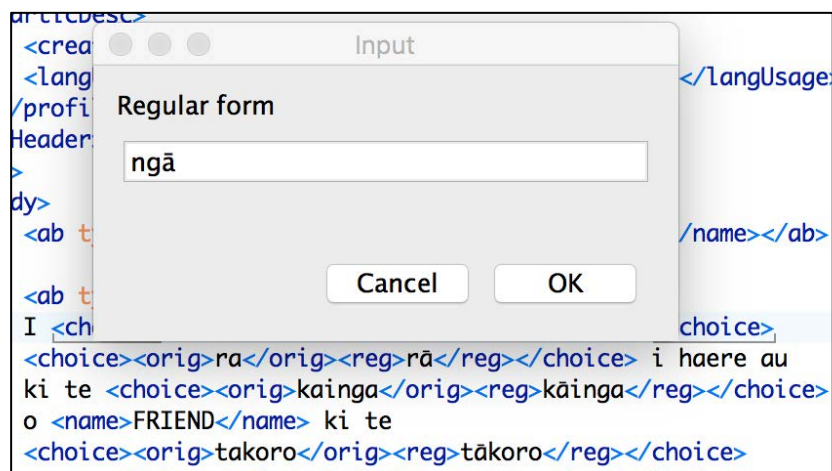 articDesc>
<crea
Input
<lang
</langUsage>
/profi
Regular form
Header>
ngā
>
dy>
<ab t
/name></ab>
Cancel
OK
<ab t
I <ch
choice>
<choice><orig>ra</orig><reg>rā</reg></choice> i haere au
ki te <choice><orig>kainga</orig><reg>kāinga</reg></choice>
o <name>FRIEND</name> ki te
<choice><orig>takoro</orig><reg>tākoro</reg></choice>